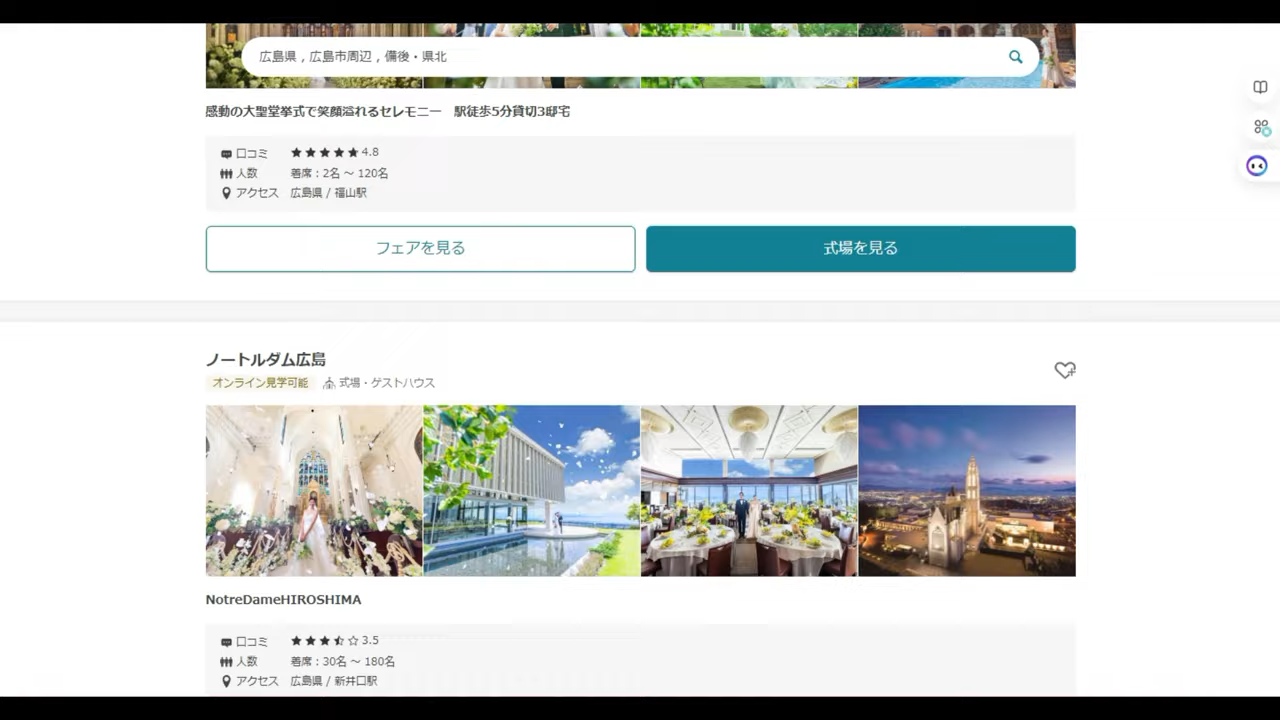 広島県 , 広島市周辺 , 備後・県北
感動の大聖堂挙式で笑顔溢れるセレモニー　駅徒歩5分貸切3邸宅
口コミ ★★★★★ 4.8
人数 着席：2名 〜 120名
アクセス 広島県 / 福山駅
フェアを見る 式場を見る
ノートルダム広島
オンライン見学可能 式場・ゲストハウス
NotreDameHIROSHIMA
口コミ 3.5
人数 着席：30名 〜 180名
アクセス 広島県 / 新井口駅